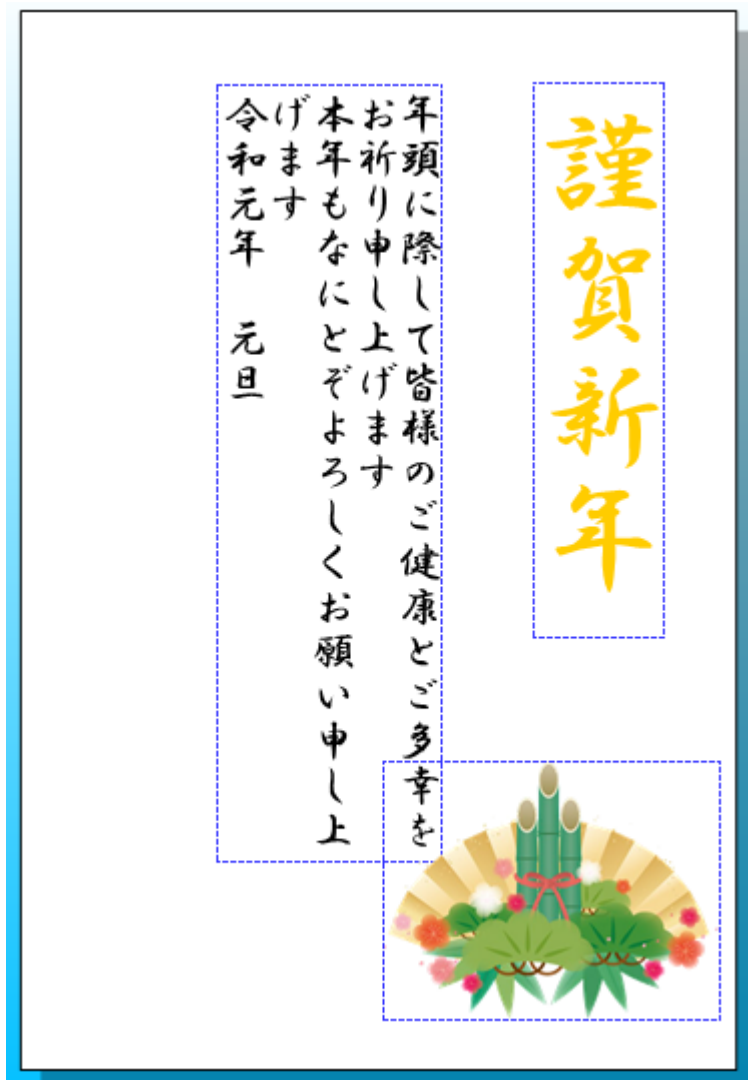 謹賀新年
年頭に際して皆様のご健康とご多幸を
お祈り申し上げます
本年もなにとぞよろしくお願い申し上
げます
令和元年　元旦